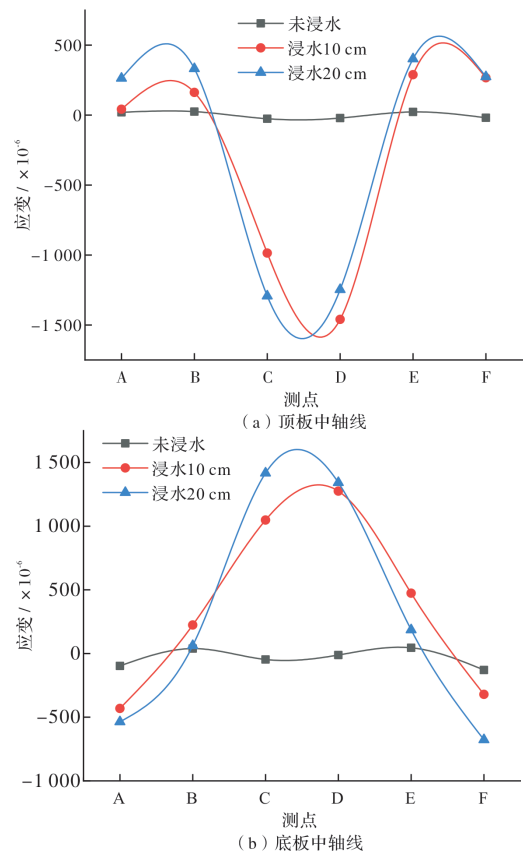 未浸水
浸水10 cm
浸水20 cm
500
0
−500
−1 000
−1 500
应变/×10⁻⁶
A B C D E F
测点
(a)顶板中轴线
未浸水
浸水10 cm
浸水20 cm
1 500
1 000
500
0
−500
−1 000
应变/×10⁻⁶
A B C D E F
测点
(b)底板中轴线